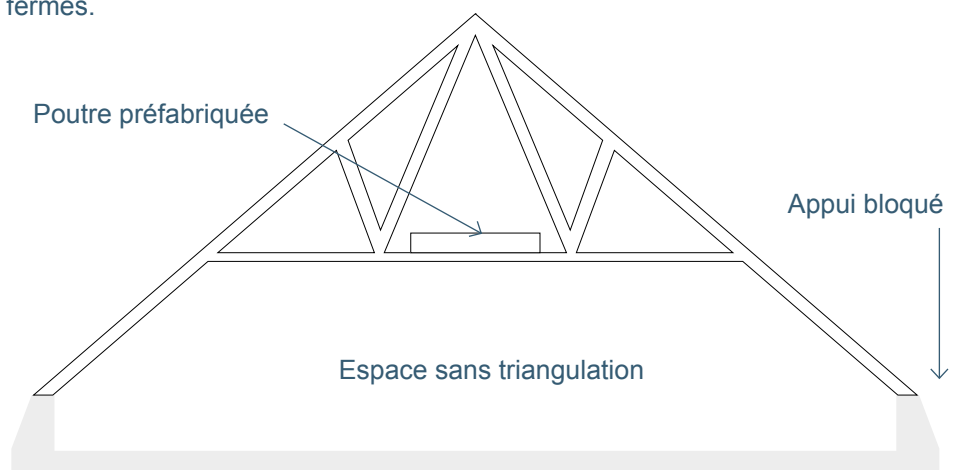 fermes.
Poutre préfabriquée
Appui bloqué
Espace sans triangulation